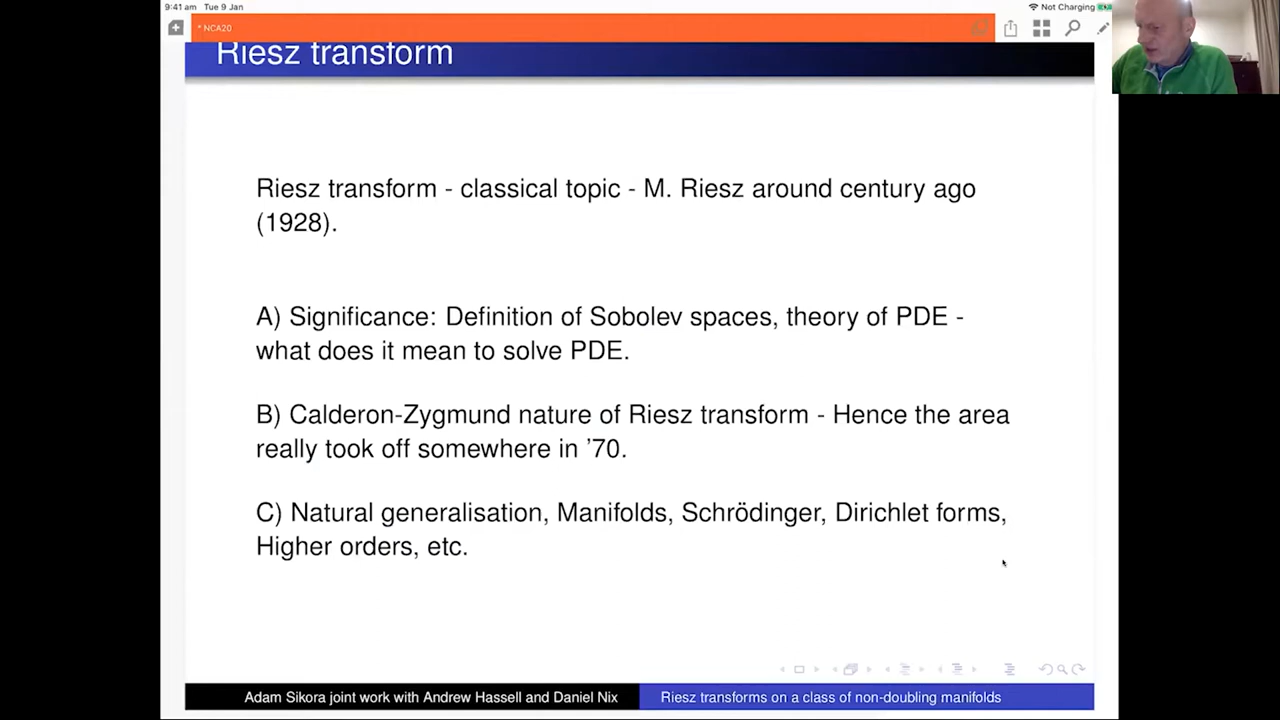 9:41 am Tue 9 Jan
Not Charging
* NCA20
Riesz transform
Riesz transform - classical topic - M. Riesz around century ago
(1928).
A) Significance: Definition of Sobolev spaces, theory of PDE -
what does it mean to solve PDE.
B) Calderon-Zygmund nature of Riesz transform - Hence the area
really took off somewhere in ’70.
C) Natural generalisation, Manifolds, Schrödinger, Dirichlet forms,
Higher orders, etc.
Adam Sikora joint work with Andrew Hassell and Daniel Nix
Riesz transforms on a class of non-doubling manifolds